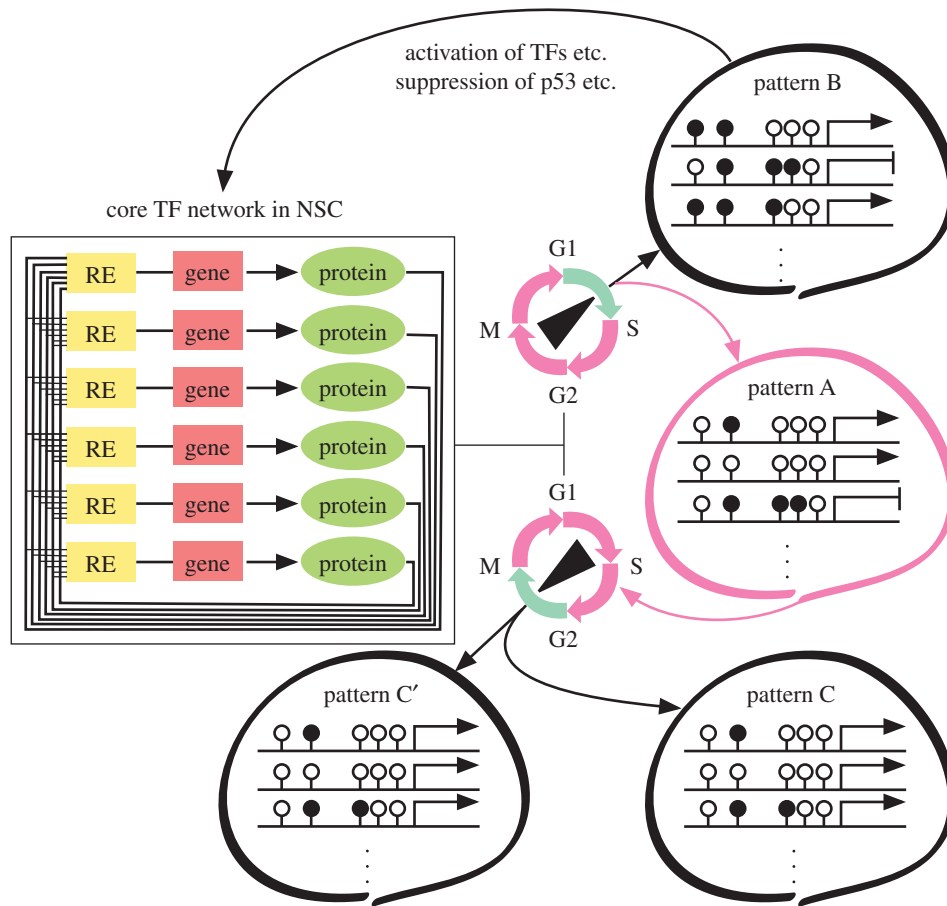 activation of TFs etc.
suppression of p53 etc.
pattern B
core TF network in NSC
RE gene protein
RE gene protein
RE gene protein
RE gene protein
RE gene protein
RE gene protein
G1
M S
G2
pattern A
G1
M S
G2
pattern C′
pattern C